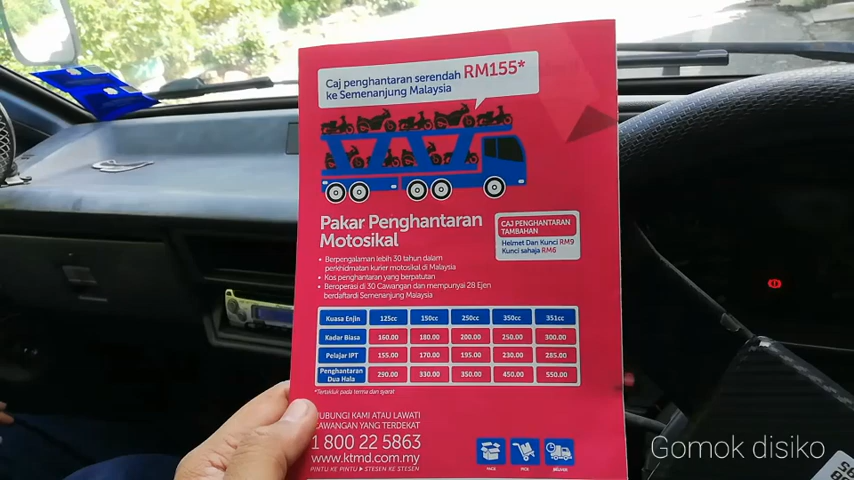 Caj penghantaran serendah RM155*
ke Semenanjung Malaysia
Pakar Penghantaran
Motosikal
CAJ PENGHANTARAN
TAMBAHAN
Helmet Dan Kunci RM9
Kunci sahaja RM6
• Berpengalaman lebih 30 tahun dalam
perkhidmatan kurier motosikal di Malaysia
• Kos penghantaran yang berpatutan
• Beroperasi di 30 Cawangan dan mempunyai 28 Ejen
berdaftardi Semenanjung Malaysia
Kuasa Enjin 125cc 150cc 250cc 350cc 351cc
Kadar Biasa 160.00 180.00 200.00 250.00 300.00
Pelajar IPT 155.00 170.00 195.00 230.00 285.00
Penghantaran
Dua Hala 290.00 330.00 350.00 450.00 550.00
*Tertakluk pada terma dan syarat
HUBUNGI KAMI ATAU LAWATI
CAWANGAN YANG TERDEKAT
1 800 22 5863
www.ktmd.com.my
PINTU KE PINTU ▶ STESEN KE STESEN
PACK PICK DELIVER
Gomok disiko